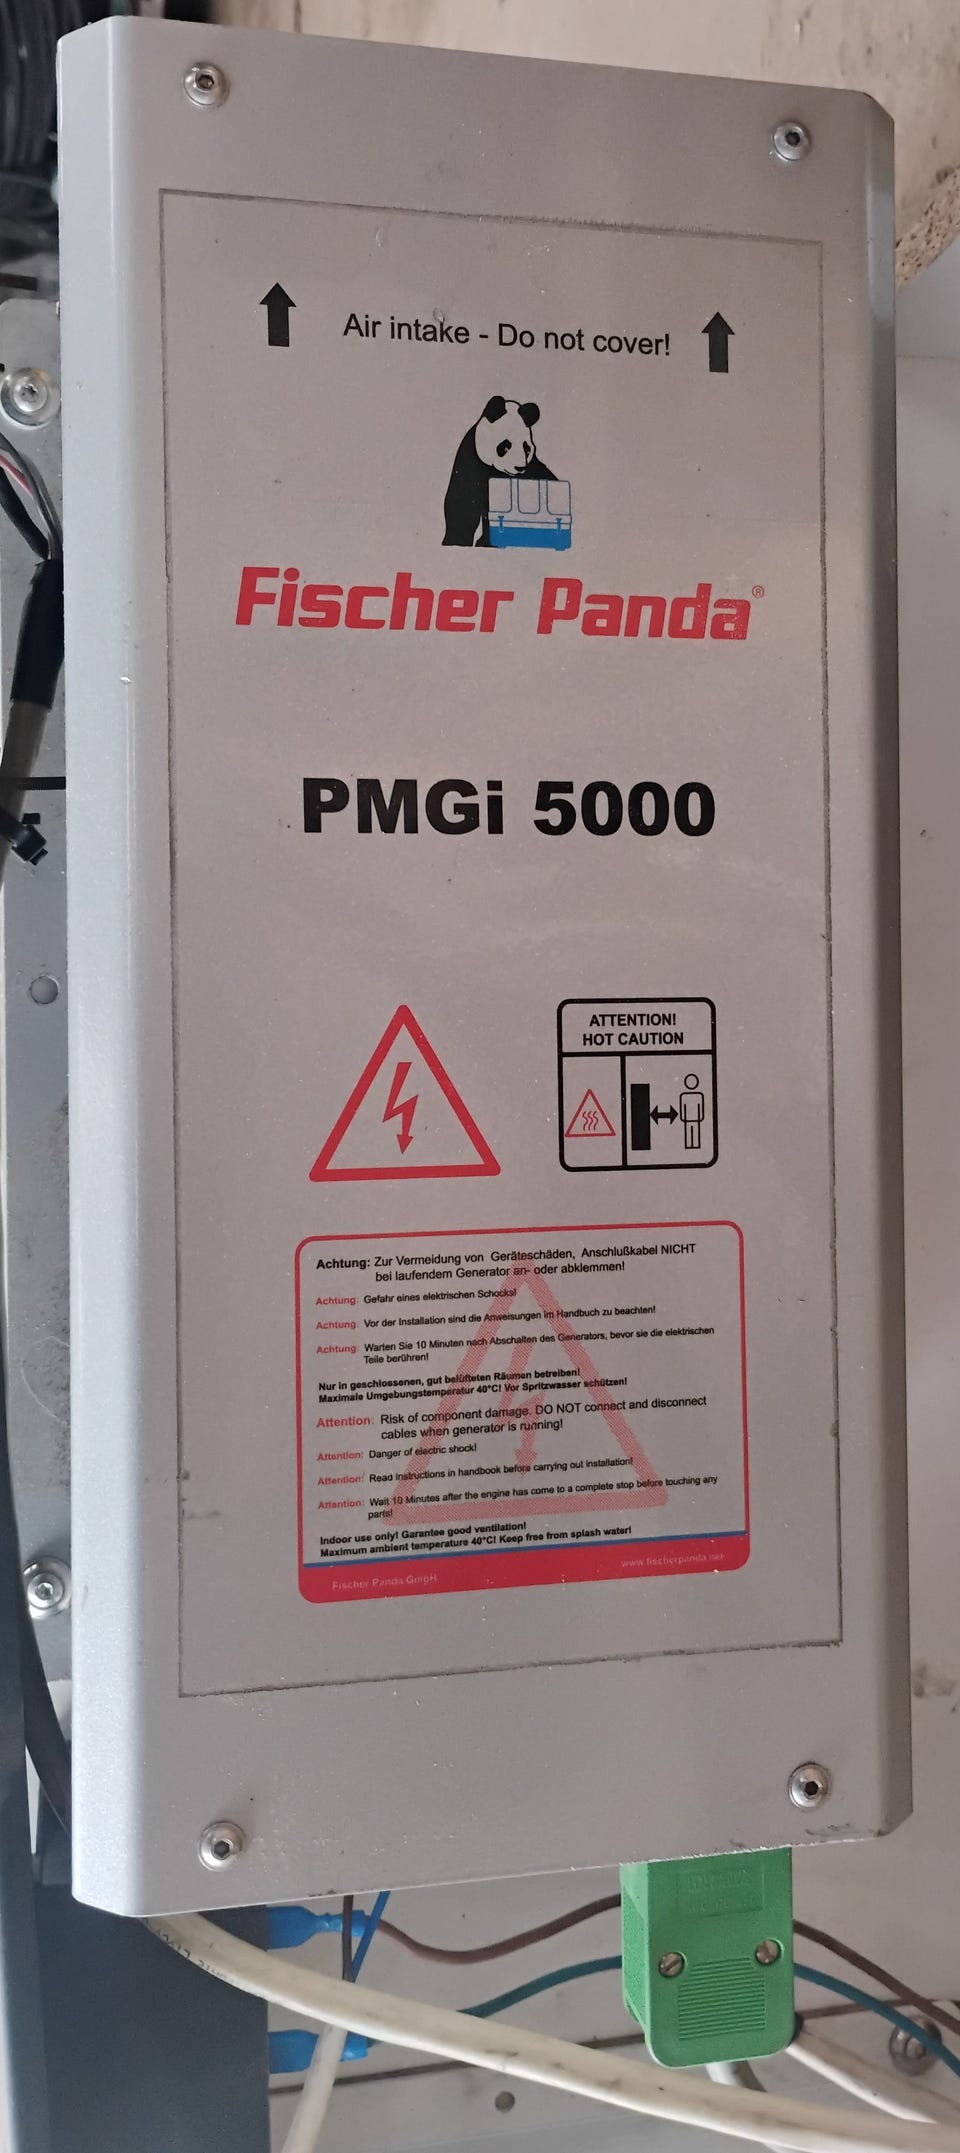 Air intake - Do not cover!
Fischer Panda®
PMGi 5000
ATTENTION!
HOT CAUTION
Achtung: Zur Vermeidung von Geräteschäden, Anschlußkabel NICHT
bei laufendem Generator an- oder abklemmen!
Achtung: Gefahr eines elektrischen Schocks!
Achtung: Vor der Installation sind die Anweisungen im Handbuch zu beachten!
Achtung: Warten Sie 10 Minuten nach Abschalten des Generators, bevor sie die elektrischen
Teile berühren!
Nur in geschlossenen, gut belüfteten Räumen betreiben!
Maximale Umgebungstemperatur 40°C! Vor Spritzwasser schützen!
Attention: Risk of component damage. DO NOT connect and disconnect
cables when generator is running!
Attention: Danger of electric shock!
Attention: Read Instructions in handbook before carrying out installation!
Attention: Wait 10 Minutes after the engine has come to a complete stop before touching any
parts!
Indoor use only! Garantee good ventilation!
Maximum ambient temperature 40°C! Keep free from splash water!
Fischer Panda GmbH
www.fischerpanda.net